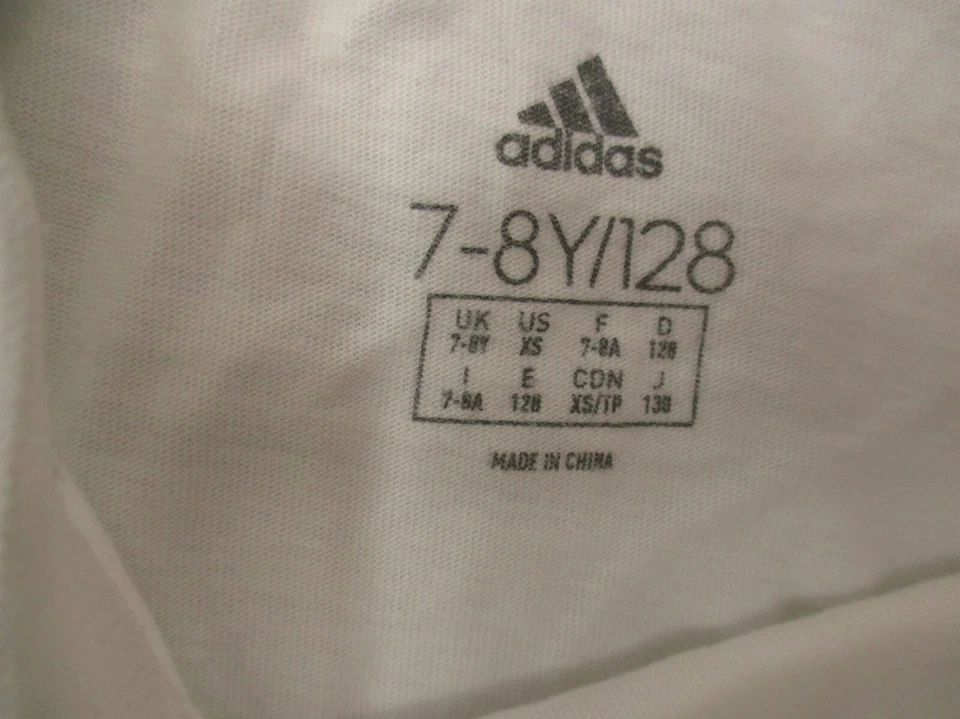 adidas
7-8Y/128
UK US F D
7-8Y XS 7-8A 128
I E CDN J
7-8A 128 XS/TP 130
MADE IN CHINA